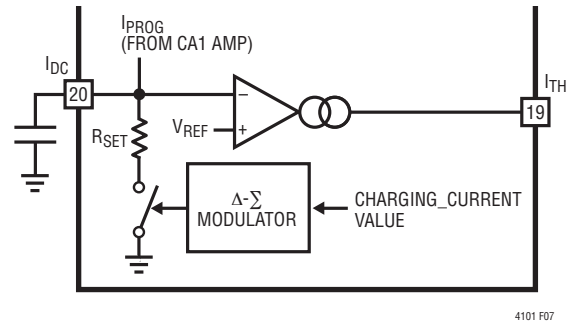 IPROG
(FROM CA1 AMP)
IDC
20
ITH
19
–
VREF
+
RSET
Δ-∑
MODULATOR
CHARGING_CURRENT
VALUE
4101 F07